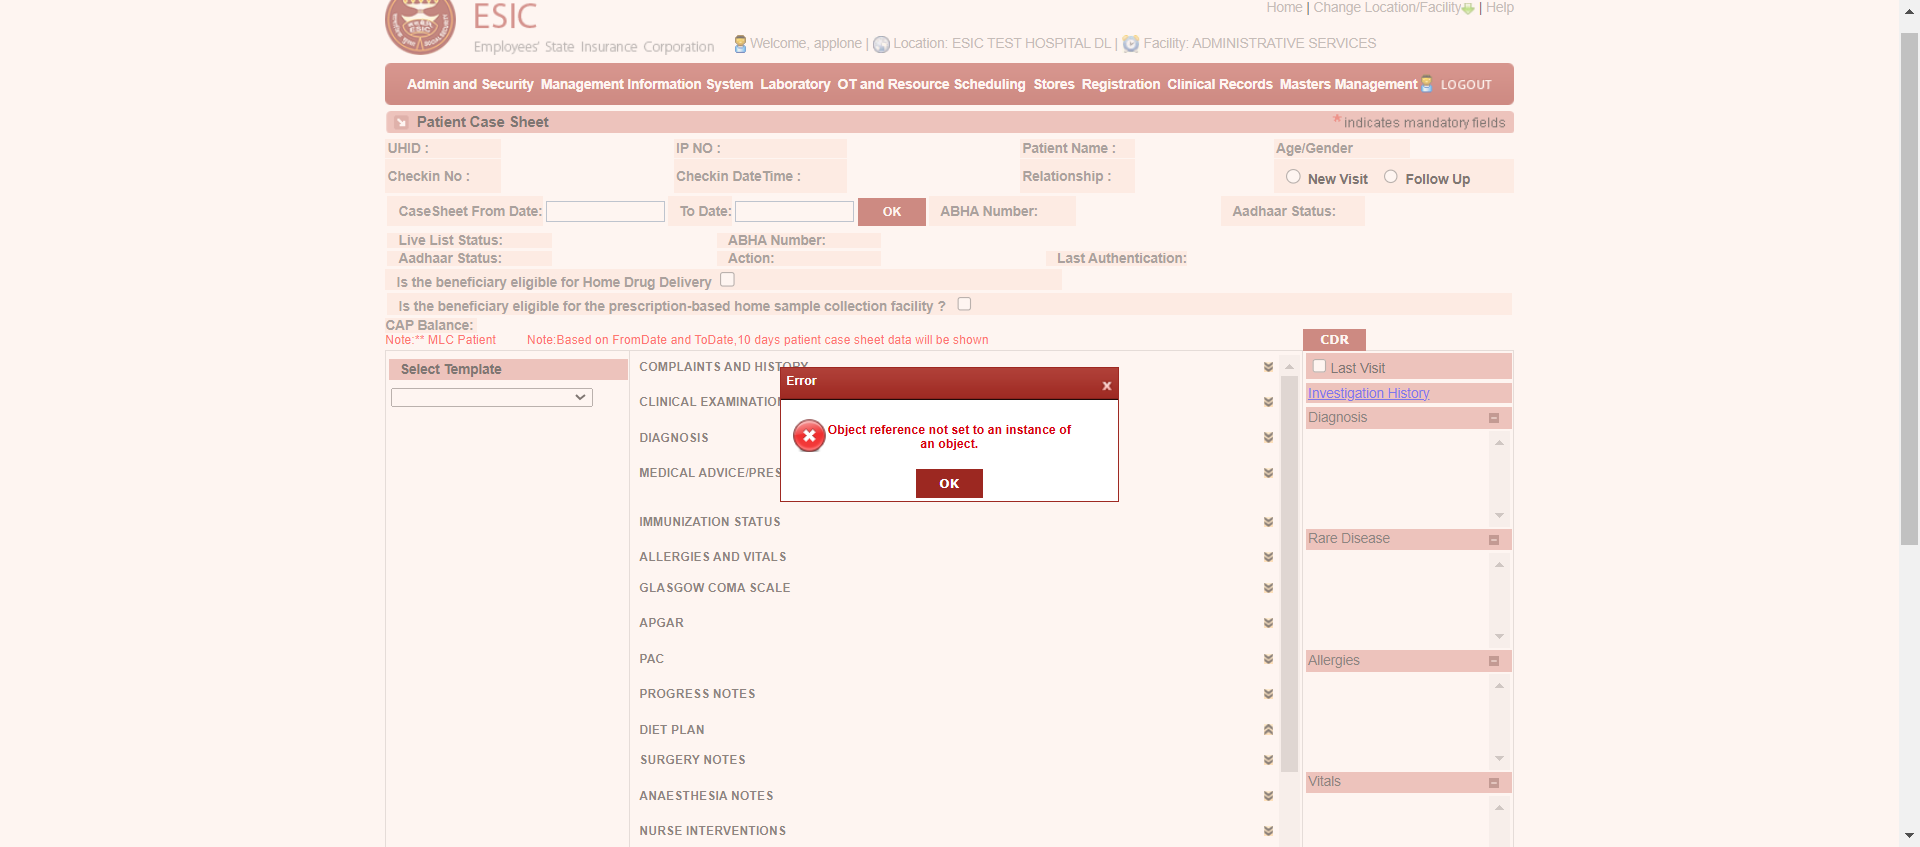 ESIC
Employees' State Insurance Corporation
Home | Change Location/Facility | Help
Welcome, applone | Location: ESIC TEST HOSPITAL DL | Facility: ADMINISTRATIVE SERVICES
Admin and Security Management Information System Laboratory OT and Resource Scheduling Stores Registration Clinical Records Masters Management LOGOUT
Patient Case Sheet * indicates mandatory fields
UHID : IP NO : Patient Name : Age/Gender
Checkin No : Checkin DateTime : Relationship : New Visit Follow Up
CaseSheet From Date: To Date: OK ABHA Number: Aadhaar Status:
Live List Status: ABHA Number:
Aadhaar Status: Action: Last Authentication:
Is the beneficiary eligible for Home Drug Delivery
Is the beneficiary eligible for the prescription-based home sample collection facility ?
CAP Balance:
Note:** MLC Patient Note:Based on FromDate and ToDate,10 days patient case sheet data will be shown CDR
Select Template
COMPLAINTS AND HISTORY
CLINICAL EXAMINATION
DIAGNOSIS
MEDICAL ADVICE/PRES
IMMUNIZATION STATUS
ALLERGIES AND VITALS
GLASGOW COMA SCALE
APGAR
PAC
PROGRESS NOTES
DIET PLAN
SURGERY NOTES
ANAESTHESIA NOTES
NURSE INTERVENTIONS
Error x
Object reference not set to an instance of
an object.
OK
Last Visit
Investigation History
Diagnosis
Rare Disease
Allergies
Vitals